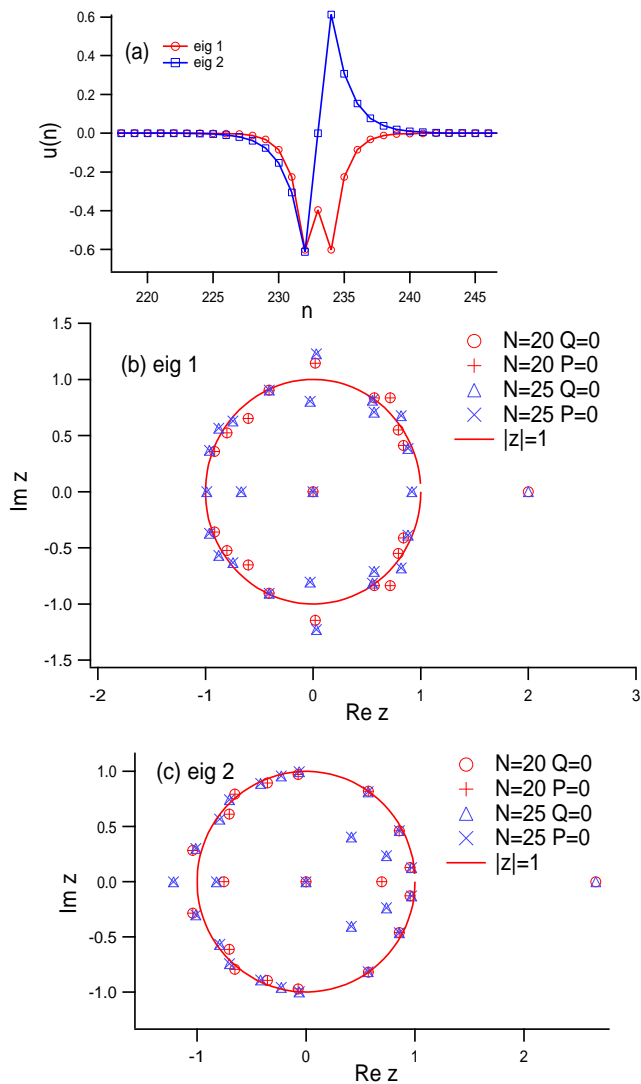 (a)
eig 1
eig 2
u(n)
0.6
0.4
0.2
0.0
-0.2
-0.4
-0.6
220
225
230
235
240
245
n
(b) eig 1
N=20 Q=0
N=20 P=0
N=25 Q=0
N=25 P=0
|z|=1
Im z
1.5
1.0
0.5
0.0
-0.5
-1.0
-1.5
-2
-1
0
1
2
3
Re z
(c) eig 2
N=20 Q=0
N=20 P=0
N=25 Q=0
N=25 P=0
|z|=1
Im z
1.0
0.5
0.0
-0.5
-1.0
-1
0
1
2
Re z